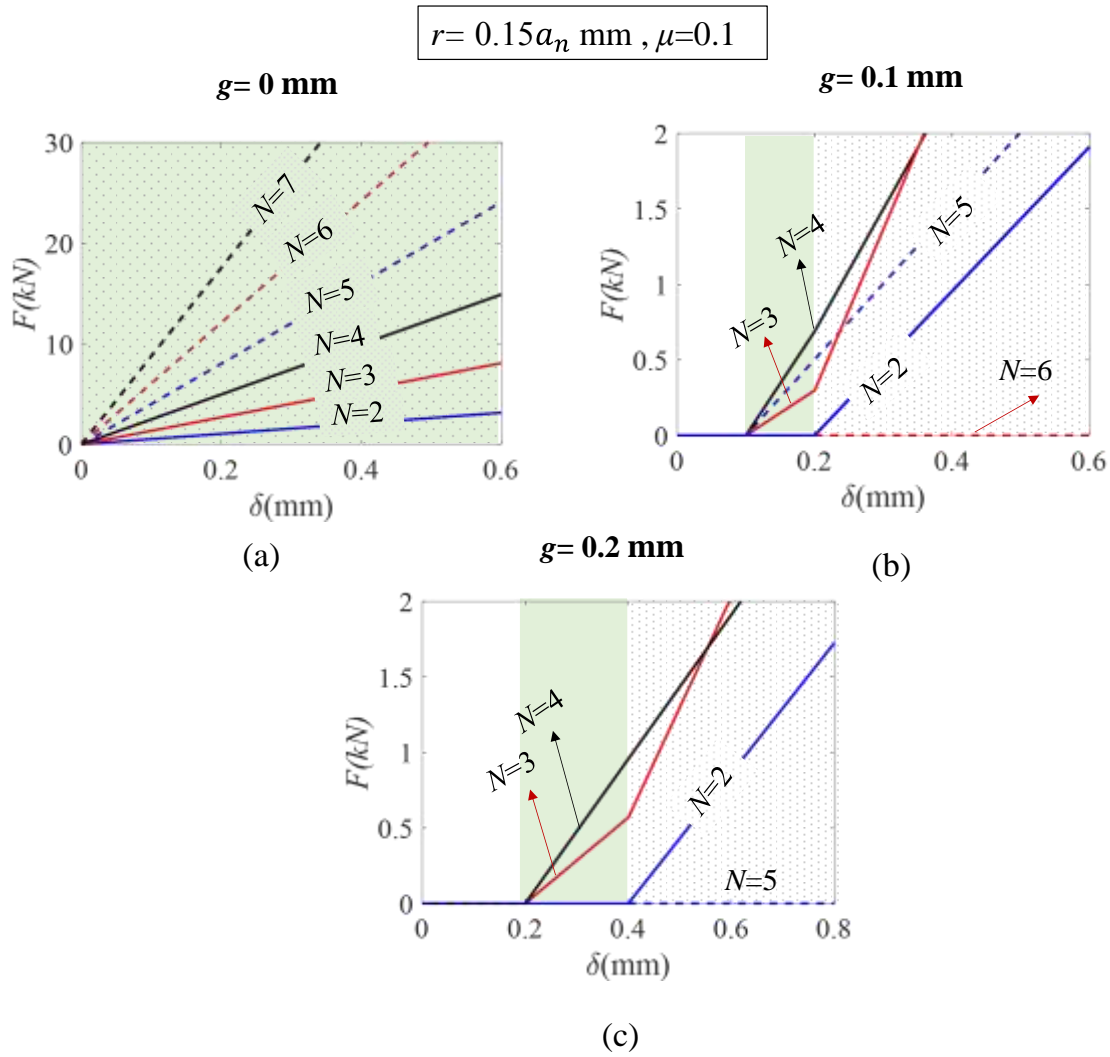 r= 0.15aₙ mm , μ=0.1
g= 0 mm
F(kN)
30
20
10
0
N=7
N=6
N=5
N=4
N=3
N=2
0 0.2 0.4 0.6
δ(mm)
(a)
g= 0.1 mm
F(kN)
2
1.5
1
0.5
0
N=4
N=5
N=3
N=2
N=6
0 0.2 0.4 0.6
δ(mm)
(b)
g= 0.2 mm
F(kN)
2
1.5
1
0.5
0
N=4
N=3
N=2
N=5
0 0.2 0.4 0.6 0.8
δ(mm)
(c)